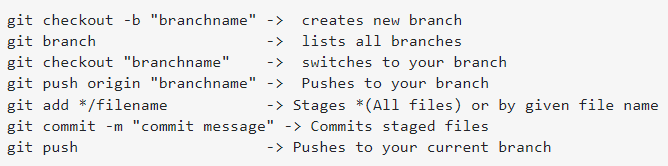 git checkout -b "branchname" -> creates new branch
git branch -> lists all branches
git checkout "branchname" -> switches to your branch
git push origin "branchname" -> Pushes to your branch
git add */filename -> Stages *(All files) or by given file name
git commit -m "commit message" -> Commits staged files
git push -> Pushes to your current branch